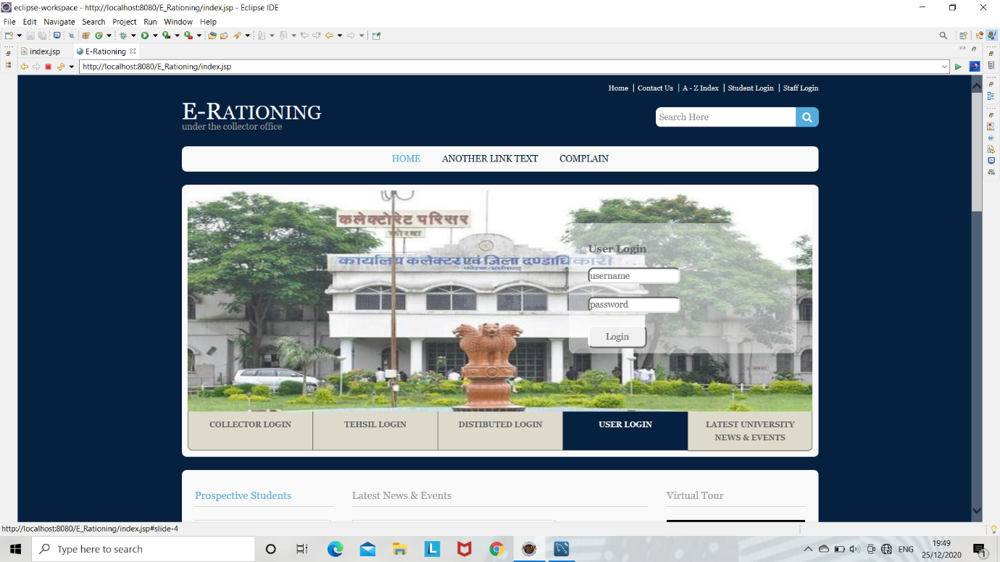 eclipse-workspace - http://localhost:8080/E_Rationing/index.jsp - Eclipse IDE
File Edit Navigate Search Project Run Window Help
index.jsp E-Rationing
http://localhost:8080/E_Rationing/index.jsp
Home | Contact Us | A - Z Index | Student Login | Staff Login
E-RATIONING
under the collector office
Search Here
HOME ANOTHER LINK TEXT COMPLAIN
कलेक्टोरेट परिसर
कोरबा
कार्यालय कलेक्टर एवं जिला दण्डाधिकारी
कोरबा-छत्तीसगढ़
User Login
username
password
Login
COLLECTOR LOGIN TEHSIL LOGIN DISTIBUTED LOGIN USER LOGIN LATEST UNIVERSITY
NEWS & EVENTS
Prospective Students Latest News & Events Virtual Tour
http://localhost:8080/E_Rationing/index.jsp#slide-4
Type here to search
ENG
19:49
25/12/2020
1